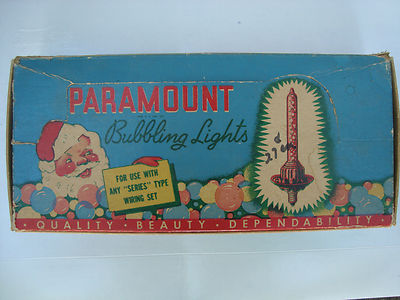 PARAMOUNT
Bubbling Lights
FOR USE WITH
ANY "SERIES" TYPE
WIRING SET
· QUALITY · BEAUTY · DEPENDABILITY ·